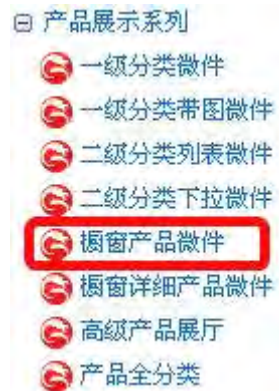 产品展示系列
一级分类微件
一级分类带图微件
二级分类列表微件
二级分类下拉微件
橱窗产品微件
橱窗详细产品微件
高级产品展厅
产品全分类